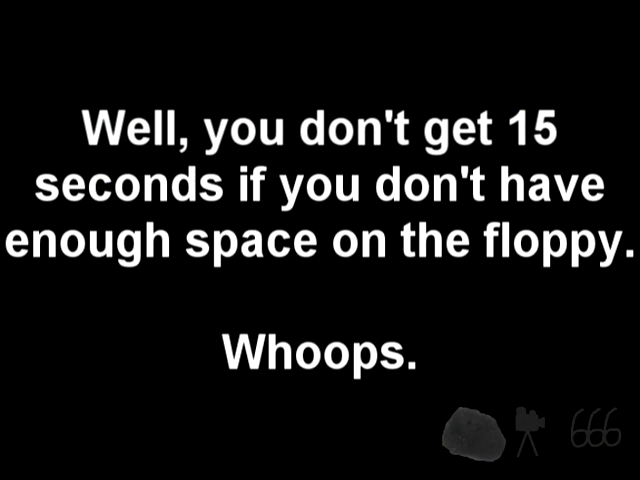 Well, you don't get 15
seconds if you don't have
enough space on the floppy.
Whoops.
666